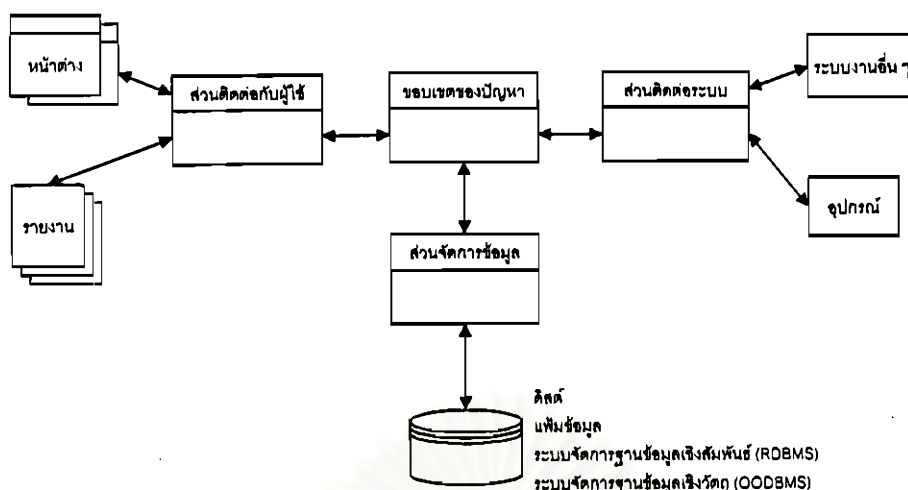 หน้าต่าง
ระบบงานอื่น ๆ
ส่วนติดต่อกับผู้ใช้
ขอบเขตของปัญหา
ส่วนติดต่อระบบ
รายงาน
อุปกรณ์
ส่วนจัดการข้อมูล
ดิสต์
แฟ้มข้อมูล
ระบบจัดการฐานข้อมูลเชิงสัมพันธ์ (RDBMS)
ระบบจัดการฐานข้อมูลเชิงวัตถุ (OODBMS)